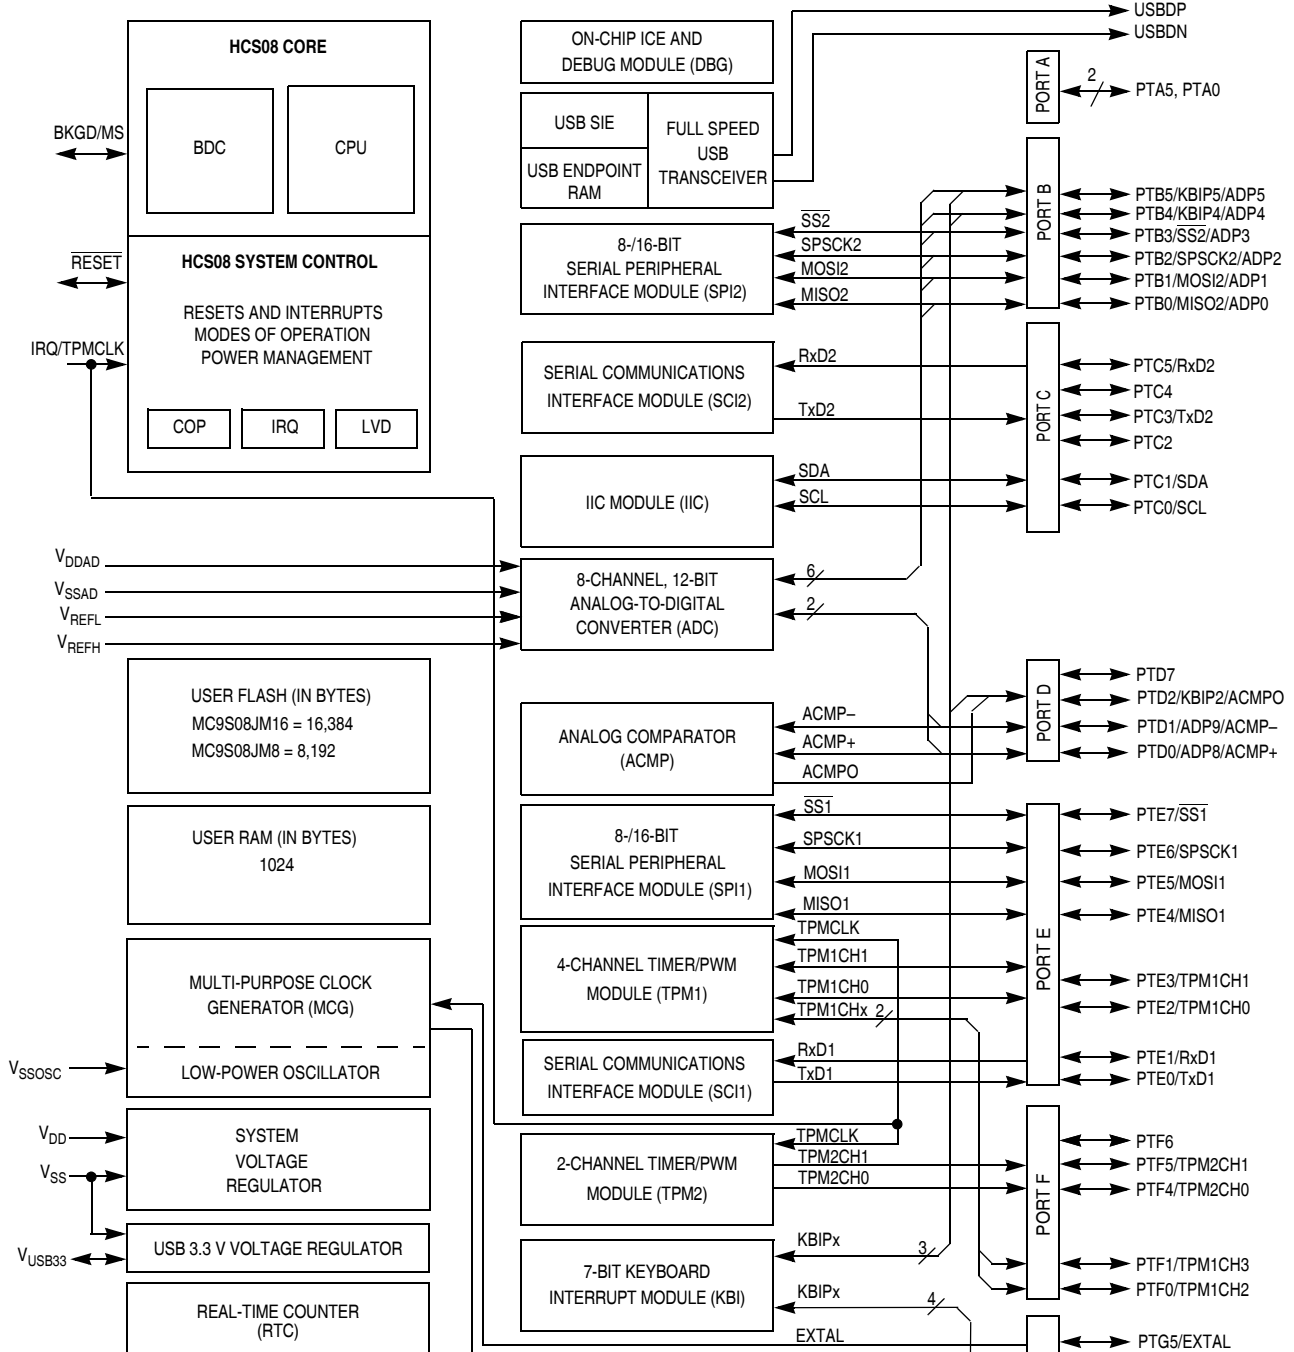 HCS08 CORE
BDC
CPU
BKGD/MS
RESET
HCS08 SYSTEM CONTROL
RESETS AND INTERRUPTS
MODES OF OPERATION
POWER MANAGEMENT
IRQ/TPMCLK
COP
IRQ
LVD
VDDAD
VSSAD
VREFL
VREFH
USER FLASH (IN BYTES)
MC9S08JM16 = 16,384
MC9S08JM8 = 8,192
USER RAM (IN BYTES)
1024
MULTI-PURPOSE CLOCK
GENERATOR (MCG)
LOW-POWER OSCILLATOR
VSSOSC
VDD
VSS
SYSTEM
VOLTAGE
REGULATOR
VUSB33
USB 3.3 V VOLTAGE REGULATOR
REAL-TIME COUNTER
(RTC)
ON-CHIP ICE AND
DEBUG MODULE (DBG)
USB SIE
USB ENDPOINT
RAM
FULL SPEED
USB
TRANSCEIVER
8-/16-BIT
SERIAL PERIPHERAL
INTERFACE MODULE (SPI2)
SS2
SPSCK2
MOSI2
MISO2
SERIAL COMMUNICATIONS
INTERFACE MODULE (SCI2)
RxD2
TxD2
IIC MODULE (IIC)
SDA
SCL
8-CHANNEL, 12-BIT
ANALOG-TO-DIGITAL
CONVERTER (ADC)
6
2
ANALOG COMPARATOR
(ACMP)
ACMP–
ACMP+
ACMPO
8-/16-BIT
SERIAL PERIPHERAL
INTERFACE MODULE (SPI1)
SS1
SPSCK1
MOSI1
MISO1
4-CHANNEL TIMER/PWM
MODULE (TPM1)
TPMCLK
TPM1CH1
TPM1CH0
TPM1CHx 2
SERIAL COMMUNICATIONS
INTERFACE MODULE (SCI1)
RxD1
TxD1
2-CHANNEL TIMER/PWM
MODULE (TPM2)
TPMCLK
TPM2CH1
TPM2CH0
7-BIT KEYBOARD
INTERRUPT MODULE (KBI)
KBIPx 3
KBIPx 4
EXTAL
USBDP
USBDN
PORT A
2
PTA5, PTA0
PORT B
PTB5/KBIP5/ADP5
PTB4/KBIP4/ADP4
PTB3/SS2/ADP3
PTB2/SPSCK2/ADP2
PTB1/MOSI2/ADP1
PTB0/MISO2/ADP0
PORT C
PTC5/RxD2
PTC4
PTC3/TxD2
PTC2
PTC1/SDA
PTC0/SCL
PORT D
PTD7
PTD2/KBIP2/ACMPO
PTD1/ADP9/ACMP–
PTD0/ADP8/ACMP+
PORT E
PTE7/SS1
PTE6/SPSCK1
PTE5/MOSI1
PTE4/MISO1
PTE3/TPM1CH1
PTE2/TPM1CH0
PTE1/RxD1
PTE0/TxD1
PORT F
PTF6
PTF5/TPM2CH1
PTF4/TPM2CH0
PTF1/TPM1CH3
PTF0/TPM1CH2
PTG5/EXTAL